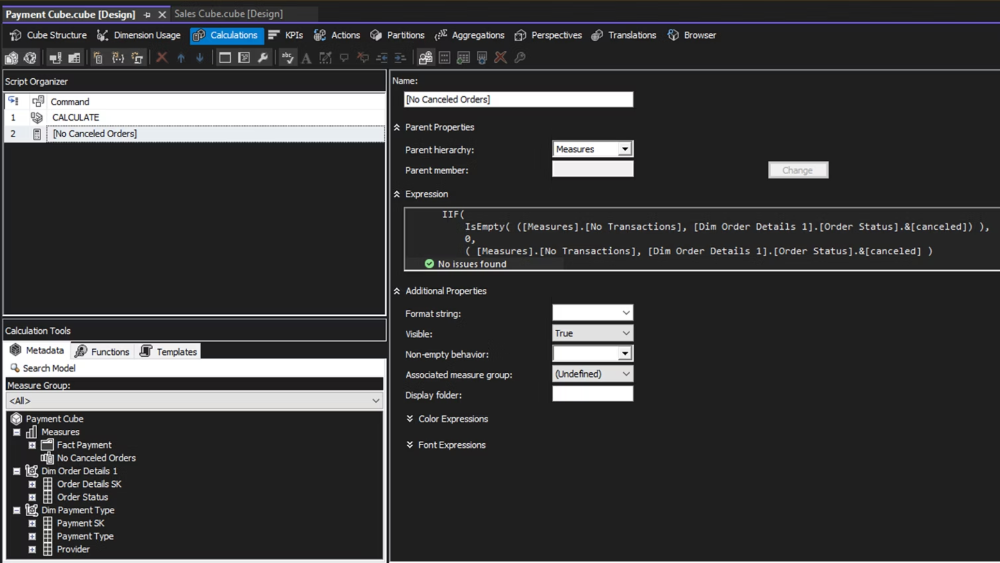 Payment Cube.cube [Design]
Sales Cube.cube [Design]
Cube Structure
Dimension Usage
Calculations
KPIs
Actions
Partitions
Aggregations
Perspectives
Translations
Browser
Script Organizer
Command
1 CALCULATE
2 [No Canceled Orders]
Calculation Tools
Metadata
Functions
Templates
Search Model
Measure Group:
<All>
Payment Cube
Measures
Fact Payment
No Canceled Orders
Dim Order Details 1
Order Details SK
Order Status
Dim Payment Type
Payment SK
Payment Type
Provider
Name:
[No Canceled Orders]
Parent Properties
Parent hierarchy: Measures
Parent member:
Change
Expression
IIF(
IsEmpty( ([Measures].[No Transactions], [Dim Order Details 1].[Order Status].&[canceled]) ),
0,
( [Measures].[No Transactions], [Dim Order Details 1].[Order Status].&[canceled] )
No issues found
Additional Properties
Format string:
Visible: True
Non-empty behavior:
Associated measure group: (Undefined)
Display folder:
Color Expressions
Font Expressions